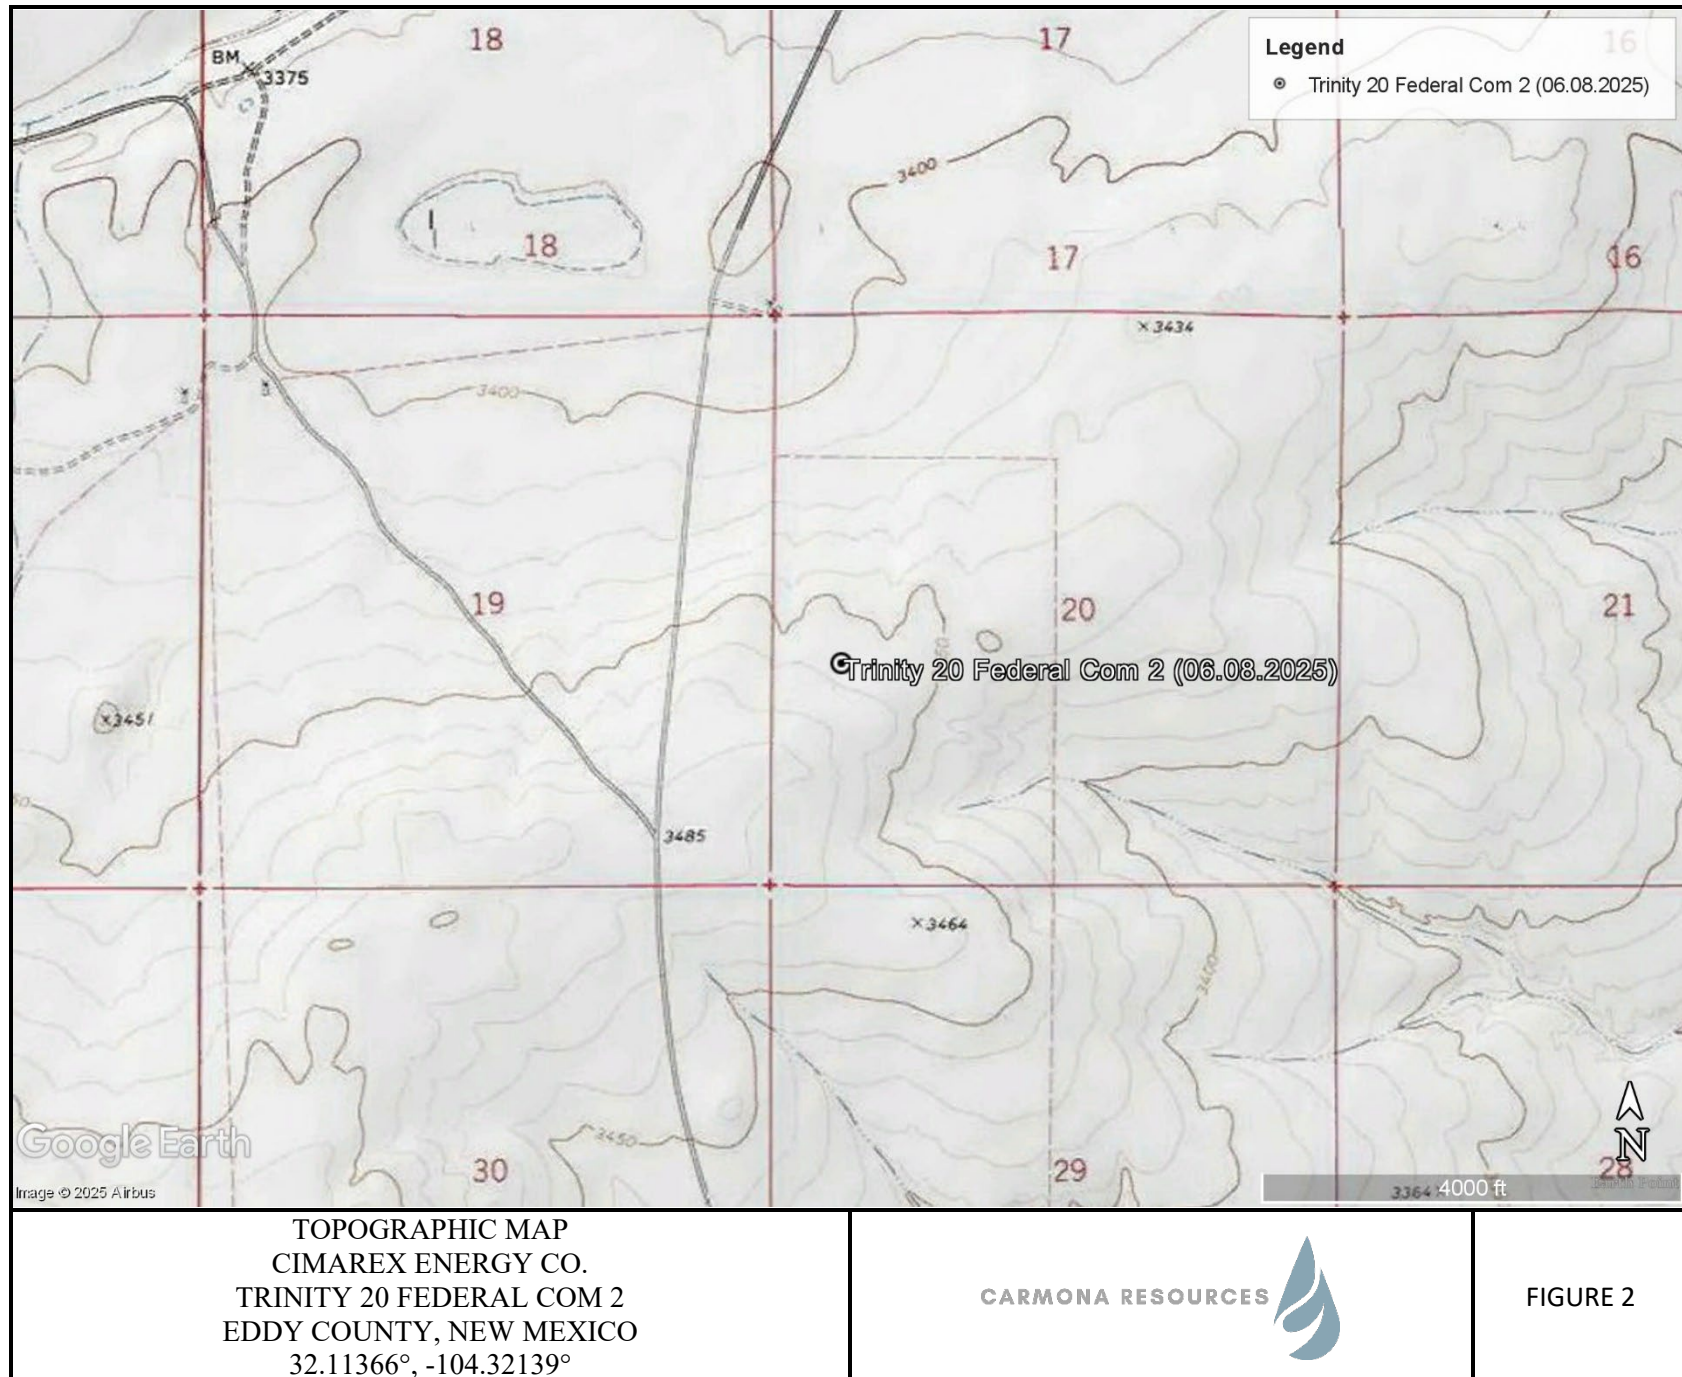 18
17
16
BM
3375
Legend
Trinity 20 Federal Com 2 (06.08.2025)
3400
18
17
16
3434
3400
19
20
21
Trinity 20 Federal Com 2 (06.08.2025)
3451
3485
3464
3400
3450
Google Earth
30
29
28
Image © 2025 Airbus
3364
4000 ft
N
TOPOGRAPHIC MAP
CIMAREX ENERGY CO.
TRINITY 20 FEDERAL COM 2
EDDY COUNTY, NEW MEXICO
32.11366°, -104.32139°
CARMONA RESOURCES
FIGURE 2